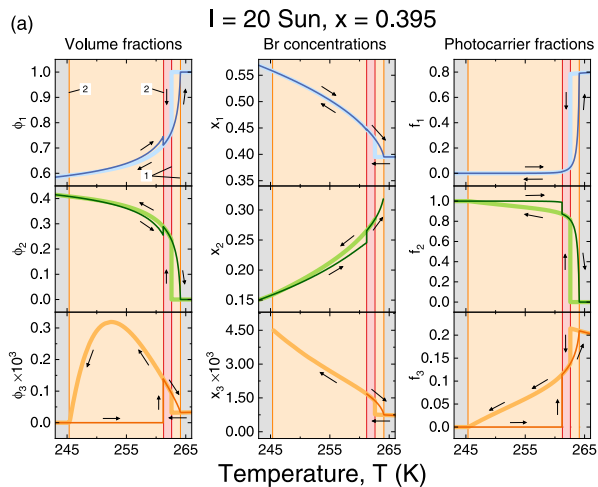 (a)
I = 20 Sun, x = 0.395
Volume fractions
Br concentrations
Photocarrier fractions
ϕ1
1.0
0.9
0.8
0.7
0.6
2
2
1
x1
0.55
0.50
0.45
0.40
0.35
f1
0.8
0.6
0.4
0.2
0.0
ϕ2
0.4
0.3
0.2
0.1
0.0
x2
0.30
0.25
0.20
0.15
f2
1.0
0.8
0.6
0.4
0.2
0.0
ϕ3×10³
0.3
0.2
0.1
0.0
x3×10³
4.50
3.00
1.50
0.00
f3
0.2
0.15
0.1
0.05
0
245 255 265
245 255 265
245 255 265
Temperature, T (K)